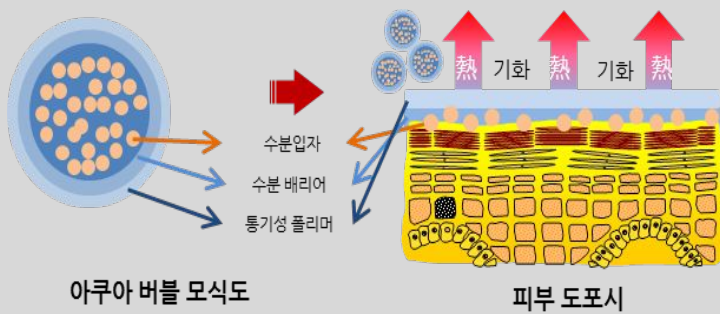 熱 기화 熱 기화 熱
수분입자
수분 배리어
통기성 폴리머
아쿠아 버블 모식도
피부 도포시